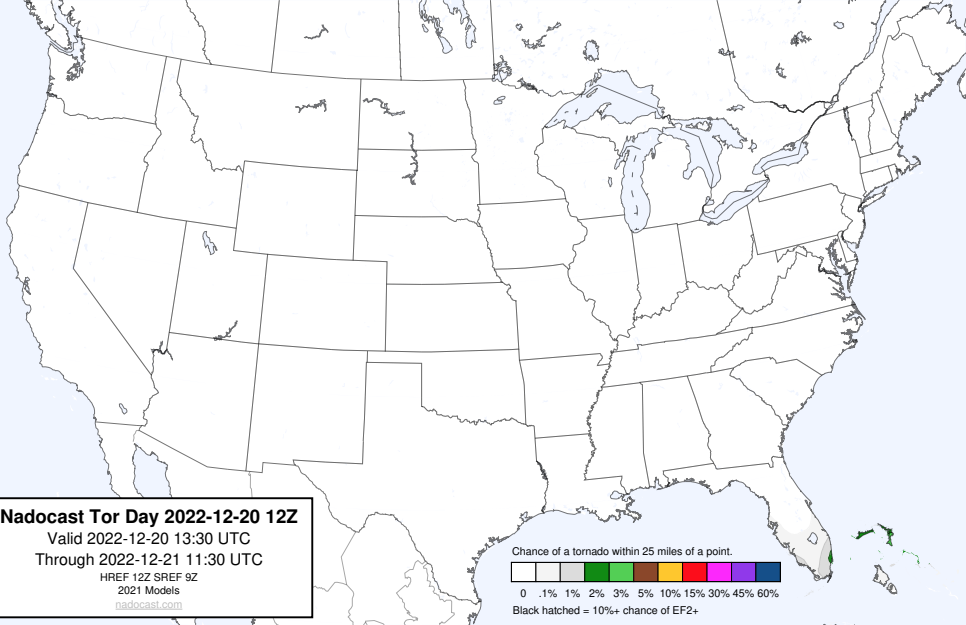 Nadocast Tor Day 2022-12-20 12Z
Valid 2022-12-20 13:30 UTC
Through 2022-12-21 11:30 UTC
HREF 12Z SREF 9Z
2021 Models
nadocast.com
Chance of a tornado within 25 miles of a point.
0 .1% 1% 2% 3% 5% 10% 15% 30% 45% 60%
Black hatched = 10%+ chance of EF2+